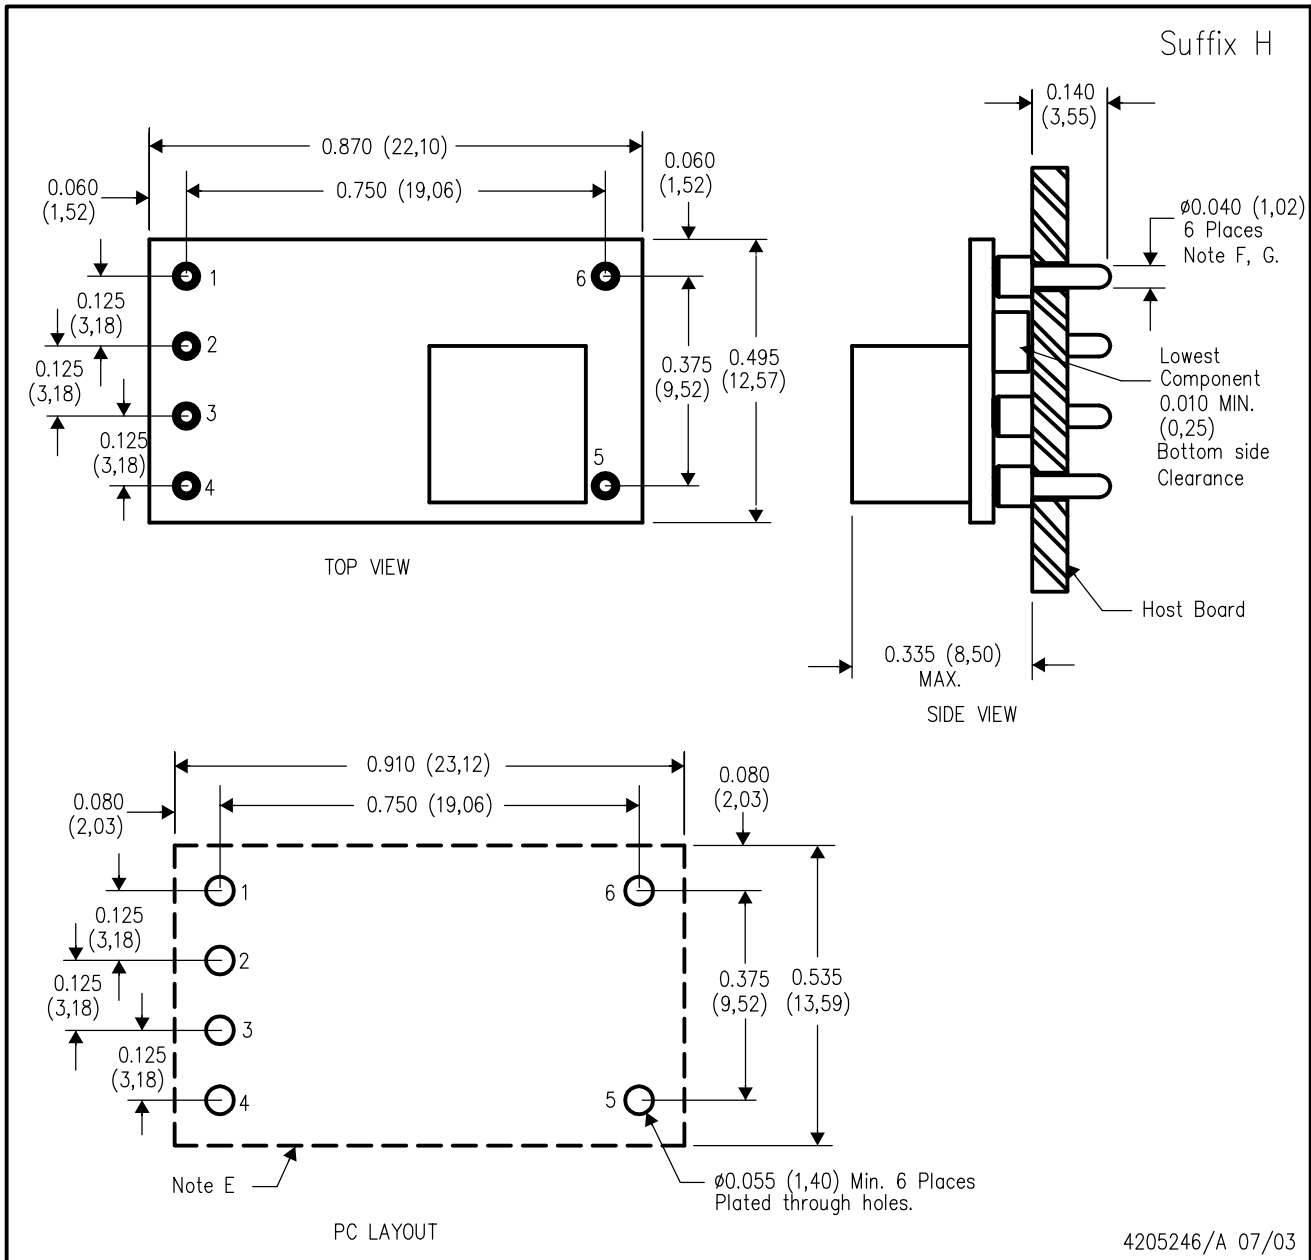 Suffix H
0.870 (22,10)
0.750 (19,06)
0.060
(1,52)
0.060
(1,52)
1
6
0.125
(3,18)
2
0.125
(3,18)
3
0.125
(3,18)
4
5
0.375
(9,52)
0.495
(12,57)
TOP VIEW
0.140
(3,55)
ø0.040 (1,02)
6 Places
Note F, G.
Lowest
Component
0.010 MIN.
(0,25)
Bottom side
Clearance
Host Board
0.335 (8,50)
MAX.
SIDE VIEW
0.910 (23,12)
0.750 (19,06)
0.080
(2,03)
0.080
(2,03)
1
6
0.125
(3,18)
2
0.125
(3,18)
3
0.125
(3,18)
4
5
0.375
(9,52)
0.535
(13,59)
Note E
ø0.055 (1,40) Min. 6 Places
Plated through holes.
PC LAYOUT
4205246/A 07/03